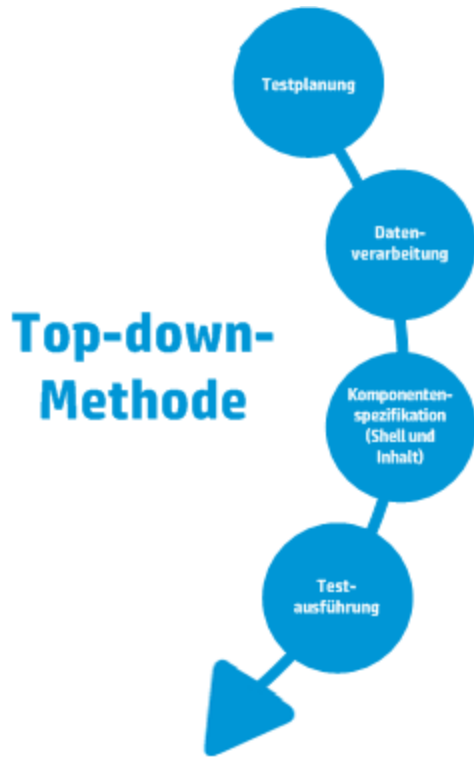 Testplanung
Daten-
verarbeitung
Top-down-
Methode
Komponenten-
spezifikation
(Shell und
Inhalt)
Test-
ausführung